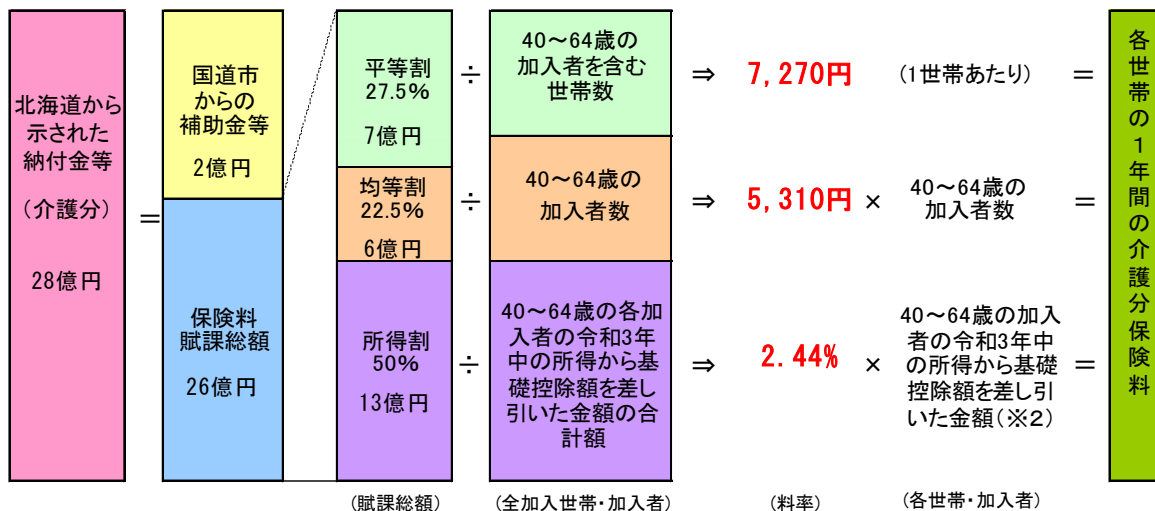 北海道から
示された
納付金等
(介護分)
28億円
=
国道市
からの
補助金等
2億円
保険料
賦課総額
26億円
平等割
27.5%
7億円
÷
40～64歳の
加入者を含む
世帯数
⇒
7,270円
(1世帯あたり)
=
均等割
22.5%
6億円
÷
40～64歳の
加入者数
⇒
5,310円
×
40～64歳の
加入者数
=
所得割
50%
13億円
÷
40～64歳の各加
入者の令和3年
中の所得から基
礎控除額を差し
引いた金額の合
計額
⇒
2.44%
×
40～64歳の加入
者の令和3年中
の所得から基礎
控除額を差し引
いた金額(※2)
=
各世帯の1年間の介護分保険料
(賦課総額)
(全加入世帯・加入者)
(料率)
(各世帯・加入者)